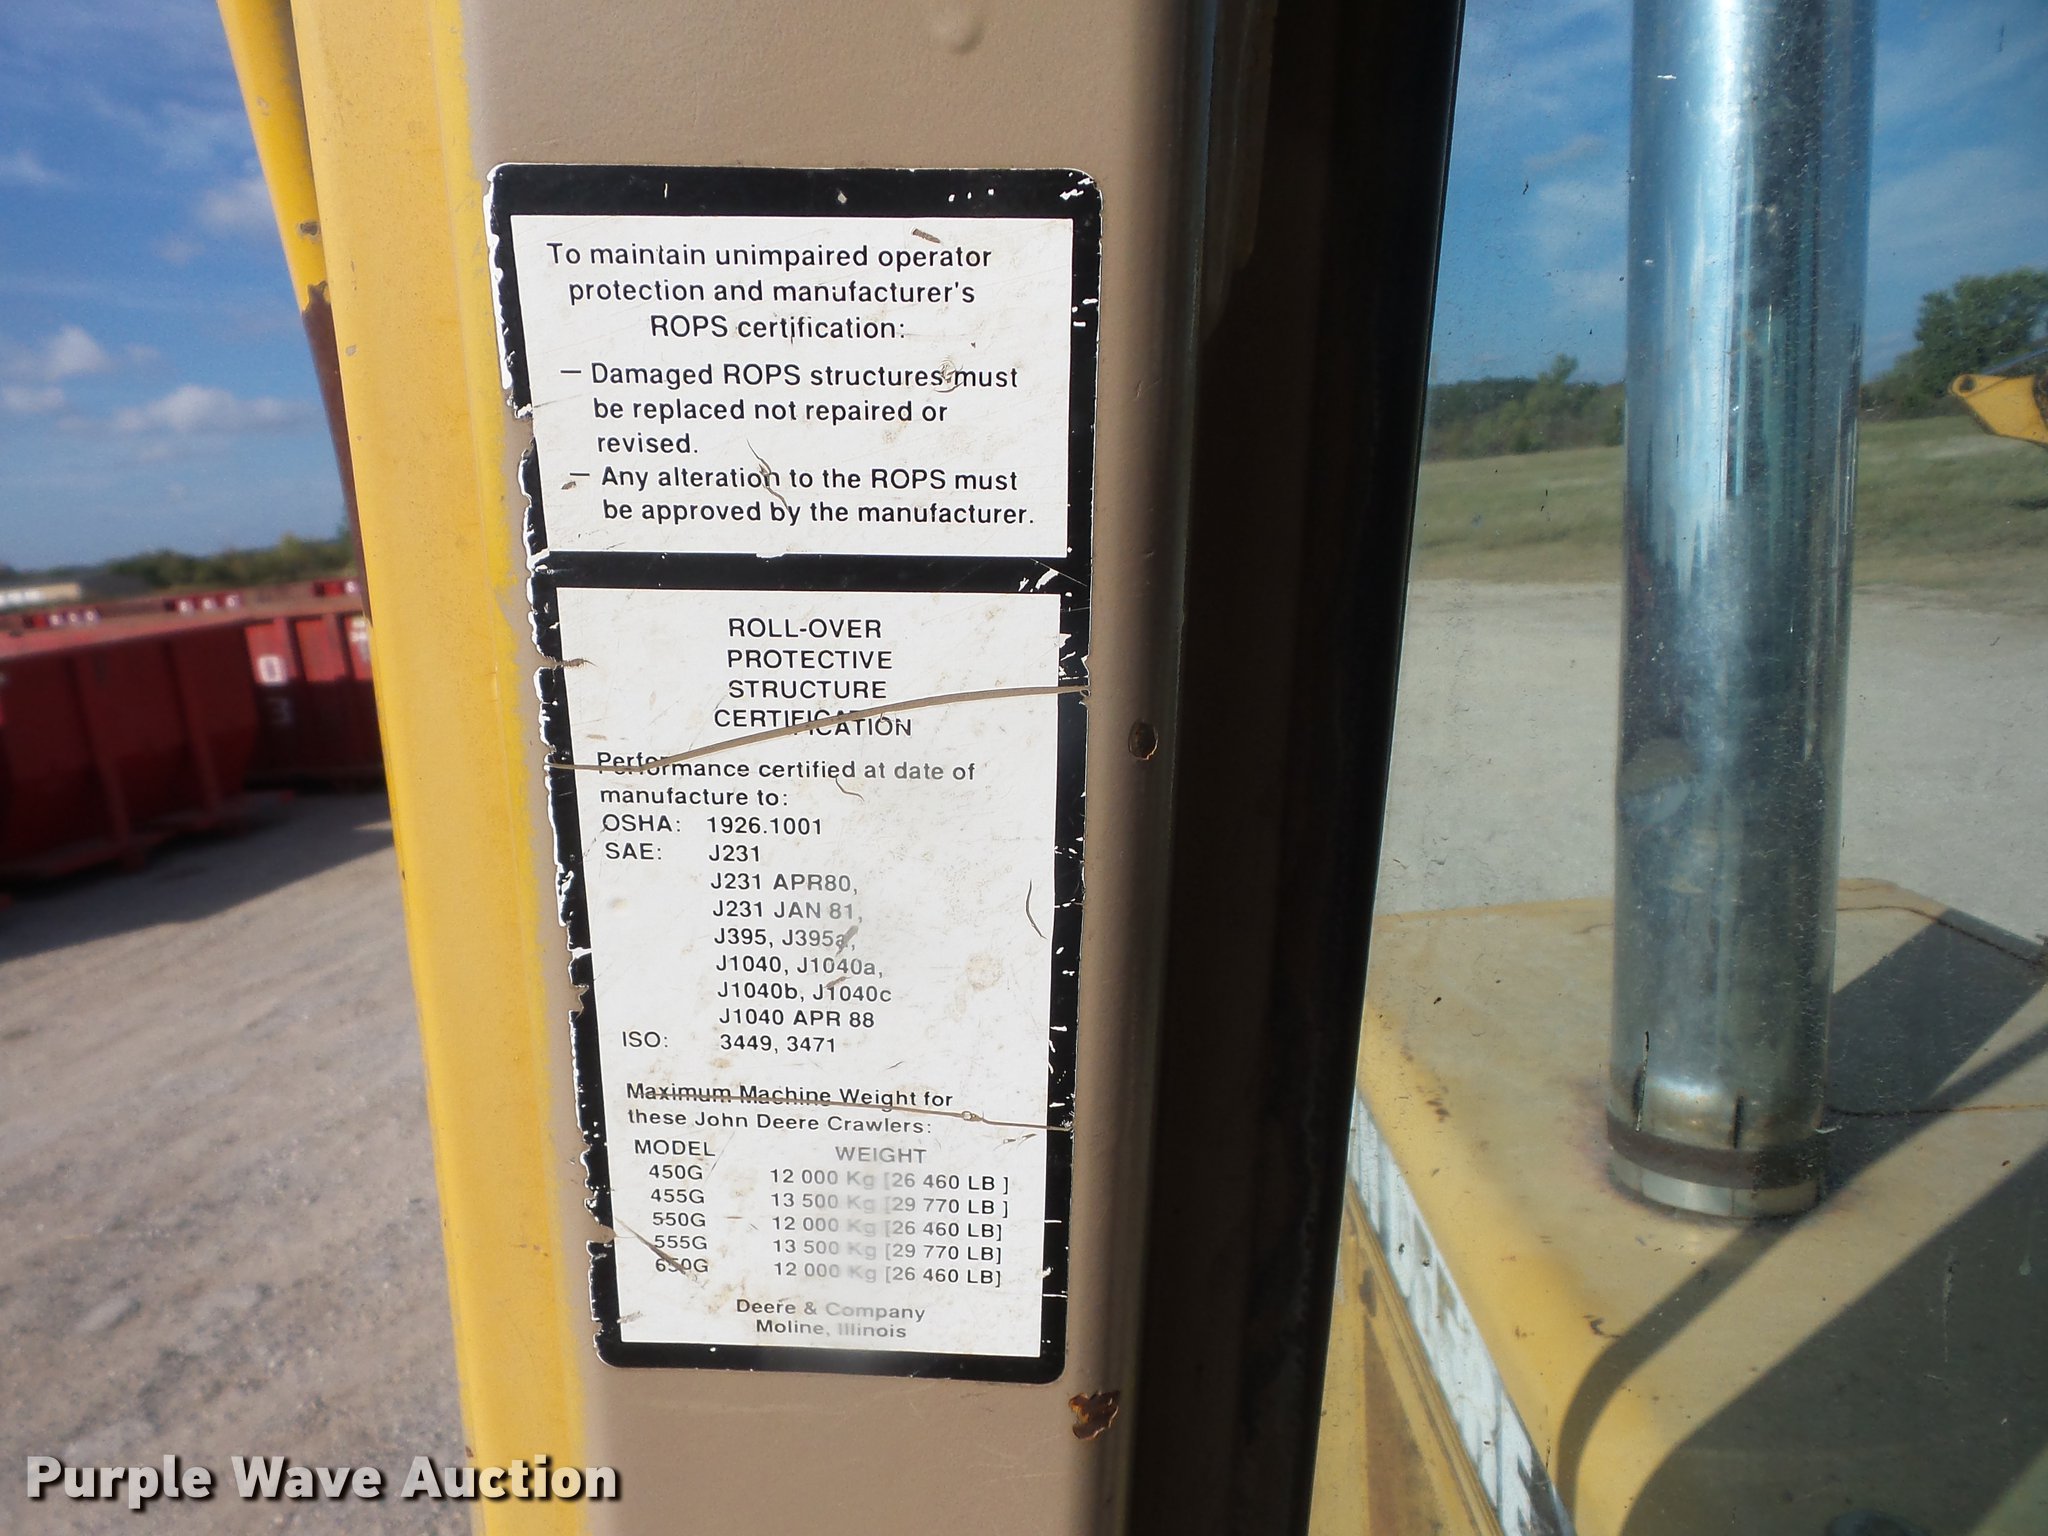 To maintain unimpaired operator
protection and manufacturer's
ROPS certification:
— Damaged ROPS structures must
be replaced not repaired or
revised.
— Any alteration to the ROPS must
be approved by the manufacturer.
ROLL-OVER
PROTECTIVE
STRUCTURE
CERTIFICATION
Performance certified at date of
manufacture to:
OSHA: 1926.1001
SAE: J231
J231 APR80,
J231 JAN 81,
J395, J395a,
J1040, J1040a,
J1040b, J1040c
J1040 APR 88
ISO: 3449, 3471
Maximum Machine Weight for
these John Deere Crawlers:
MODEL WEIGHT
450G 12 000 Kg [26 460 LB ]
455G 13 500 Kg [29 770 LB ]
550G 12 000 Kg [26 460 LB]
555G 13 500 Kg [29 770 LB]
650G 12 000 Kg [26 460 LB]
Deere & Company
Moline, Illinois
Purple Wave Auction